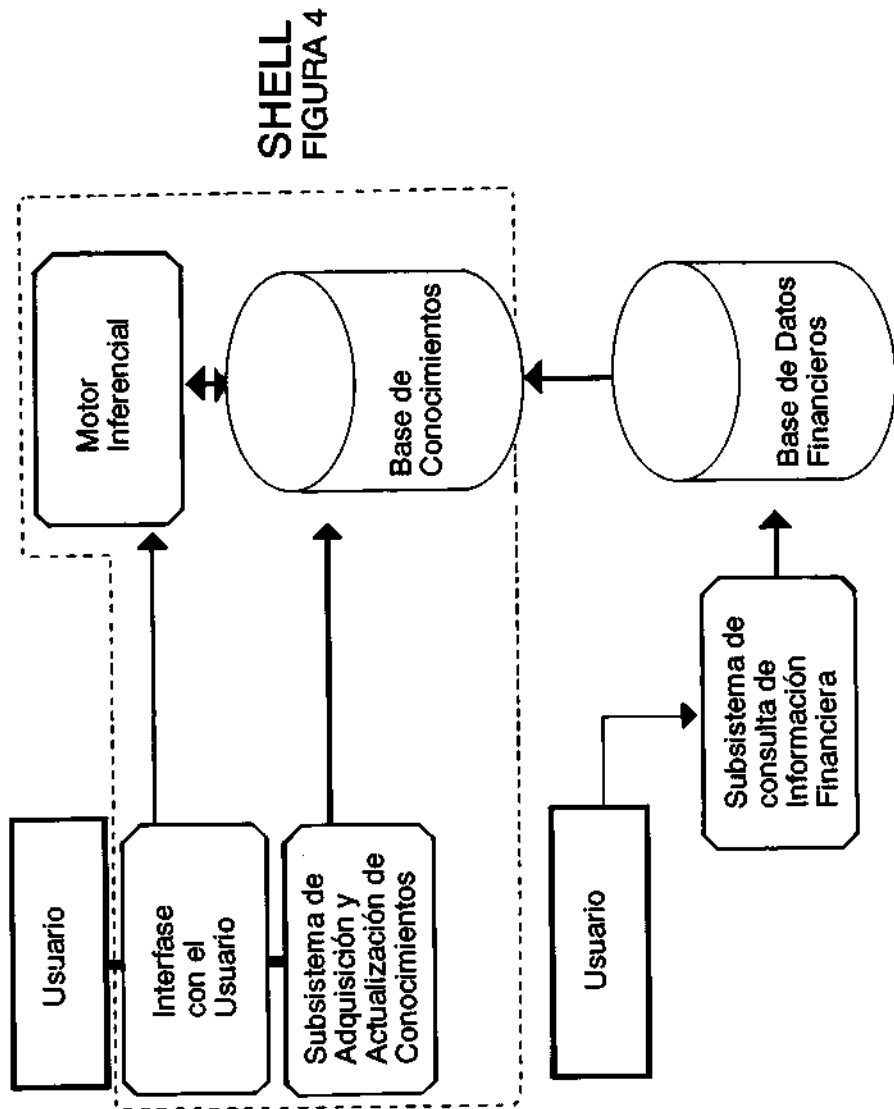 Usuario
Interfase
con el
Usuario
Subsistema de
Adquisición y
Actualización de
Conocimientos
Motor
Inferencial
Base de
Conocimientos
Usuario
Subsistema de
consulta de
Información
Financiera
Base de Datos
Financieros
SHELL
FIGURA 4